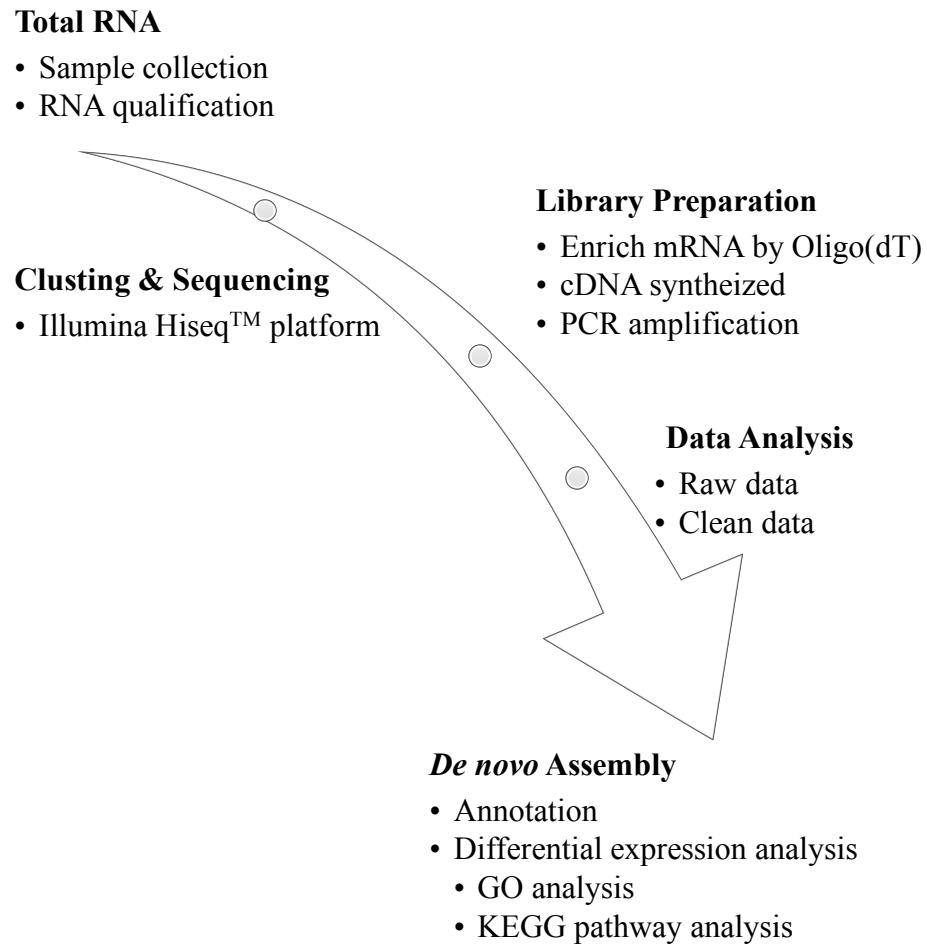 Total RNA
• Sample collection
• RNA qualification
Library Preparation
• Enrich mRNA by Oligo(dT)
• cDNA syntheized
• PCR amplification
Clusting & Sequencing
• Illumina Hiseq™ platform
Data Analysis
• Raw data
• Clean data
De novo Assembly
• Annotation
• Differential expression analysis
• GO analysis
• KEGG pathway analysis